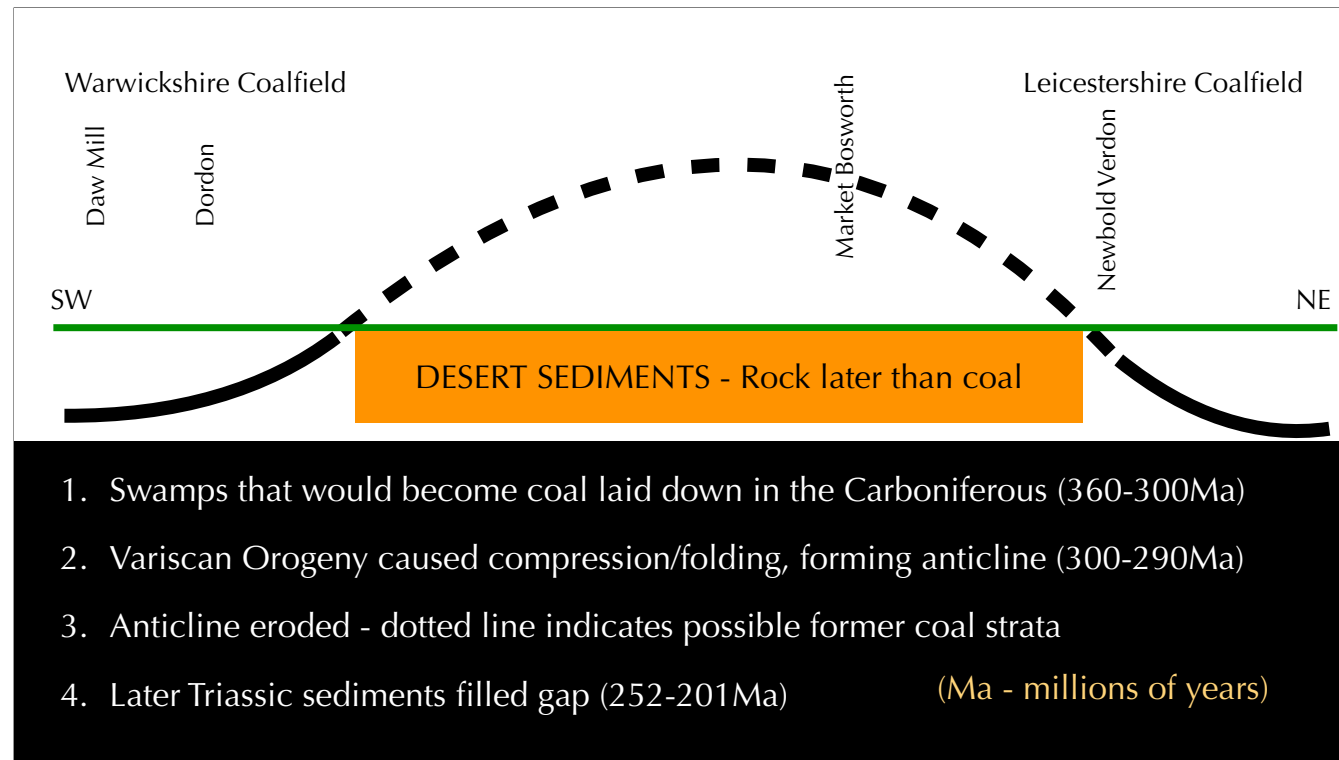 Warwickshire Coalfield
Leicestershire Coalfield
Daw Mill
Dordon
Market Bosworth
Newbold Verdon
SW
NE
DESERT SEDIMENTS - Rock later than coal
1. Swamps that would become coal laid down in the Carboniferous (360-300Ma)
2. Variscan Orogeny caused compression/folding, forming anticline (300-290Ma)
3. Anticline eroded - dotted line indicates possible former coal strata
4. Later Triassic sediments filled gap (252-201Ma)
(Ma - millions of years)